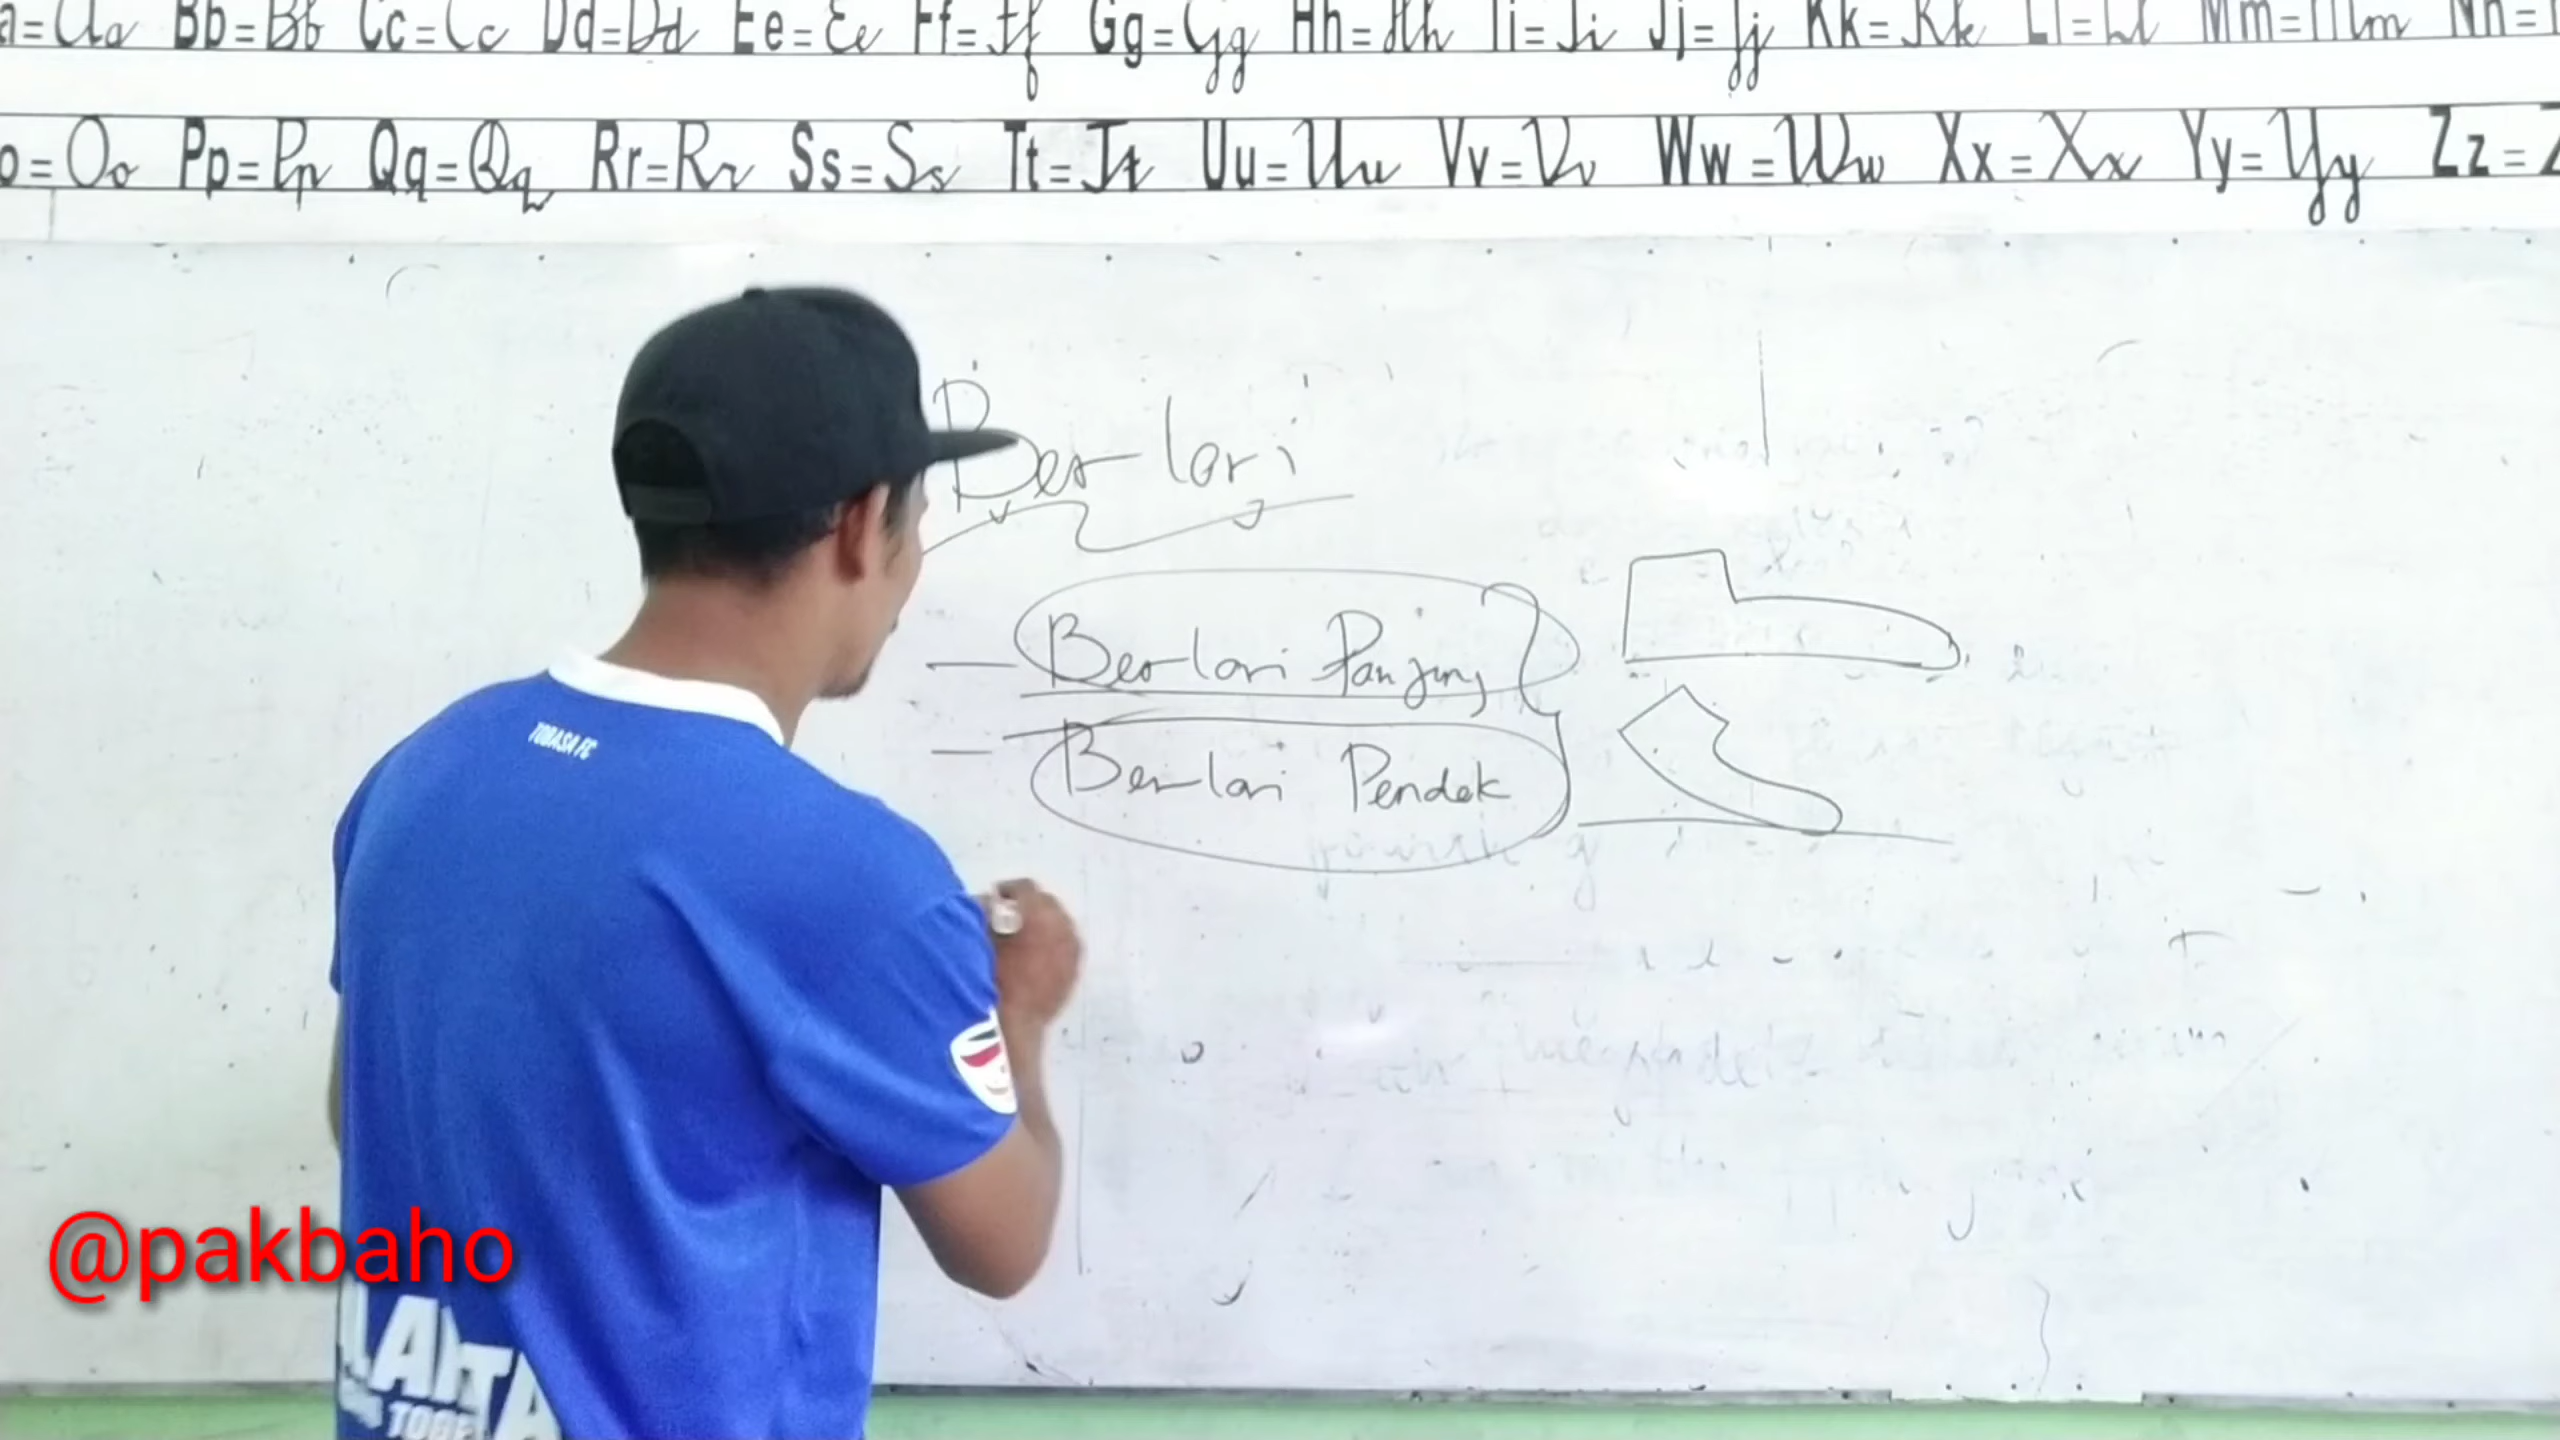 a=Aa Bb=Bb Cc=Cc Dd=Dd Ee=Ee Ff=Ff Gg=Gg Hh=Hh Ii=Ii Jj=Jj Kk=Kk Ll=Ll Mm=Mm Nn=
o=Oo Pp=Pp Qq=Qq Rr=Rr Ss=Ss Tt=Tt Uu=Uu Vv=Vv Ww=Ww Xx=Xx Yy=Yy Zz=Z
Berlari
- Berlari Panjang
- Berlari Pendek
TOBASA FC
@pakbaho